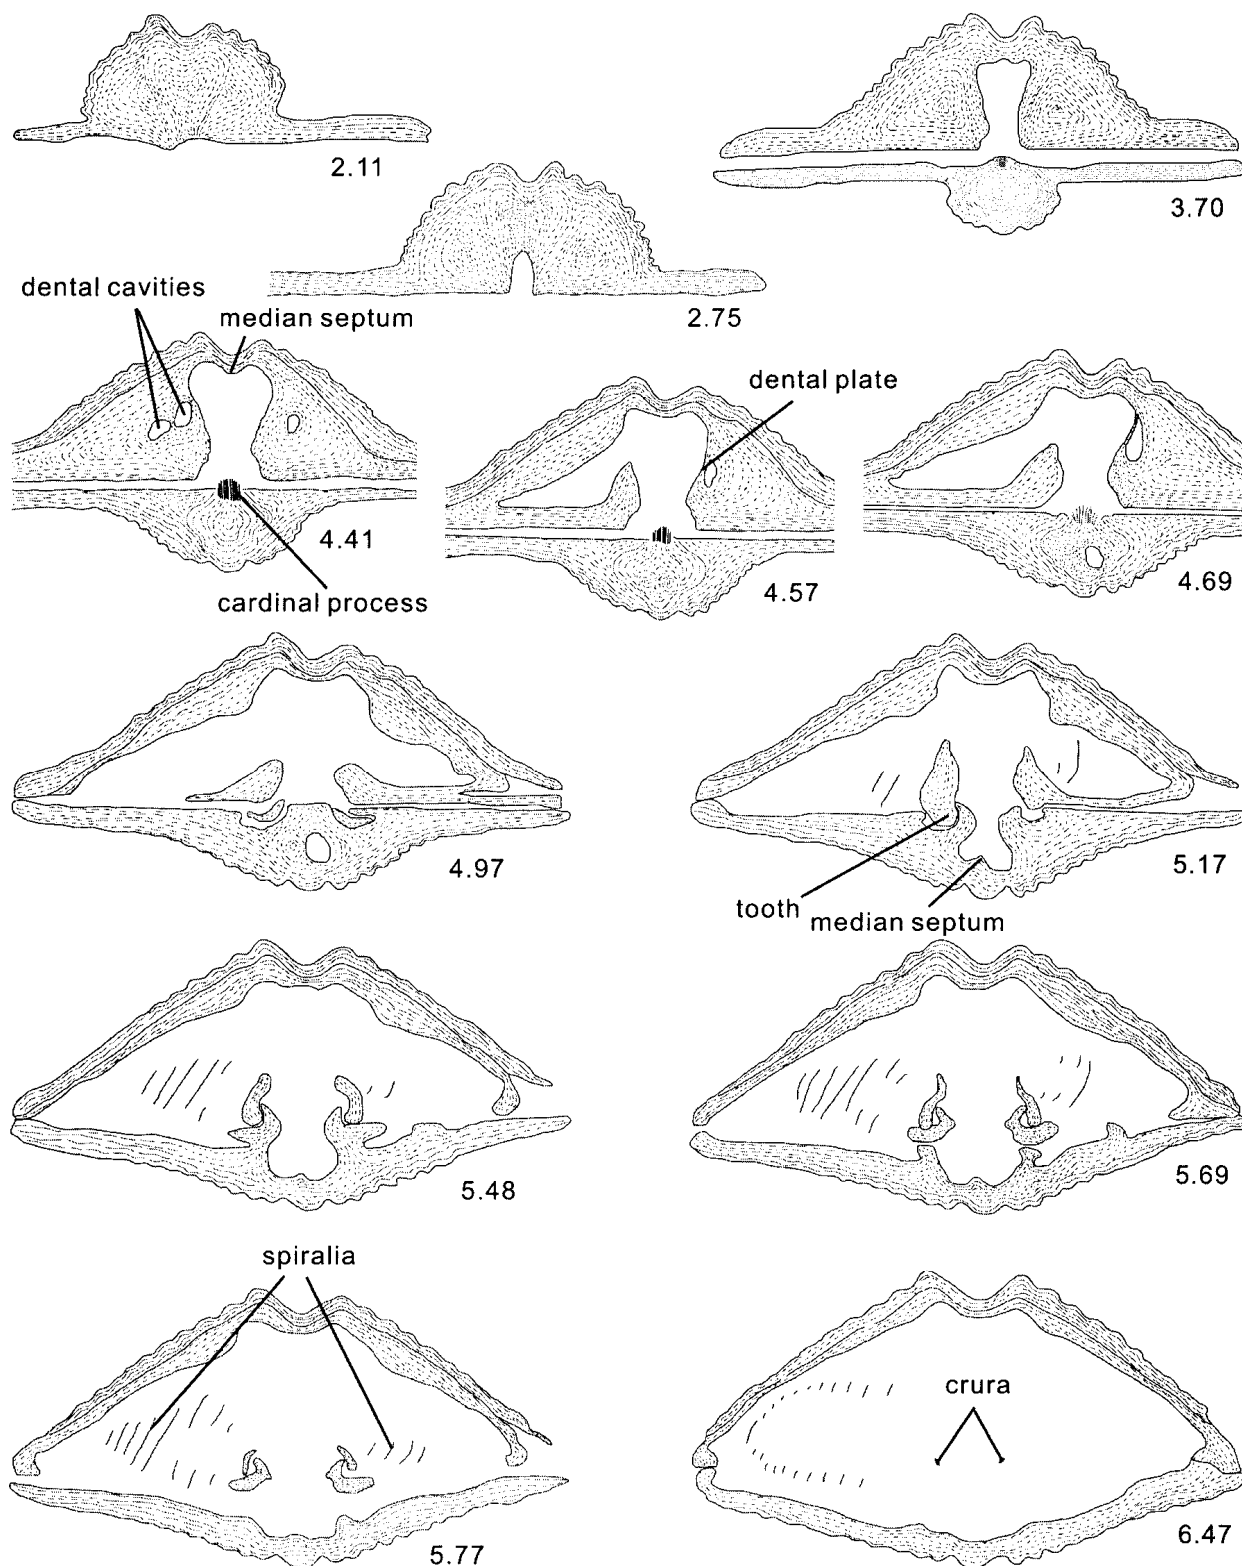 2.11
3.70
2.75
dental cavities
median septum
dental plate
4.41
4.57
4.69
cardinal process
4.97
5.17
tooth
median septum
5.48
5.69
spiralia
crura
5.77
6.47